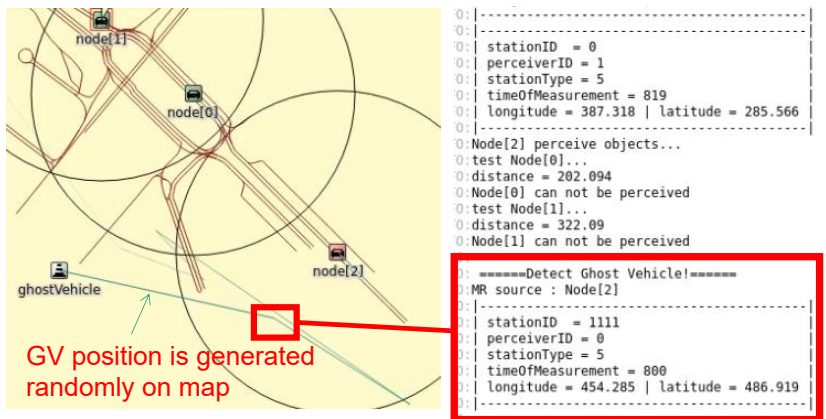 node[1]
node[0]
node[2]
ghostVehicle
GV position is generated
randomly on map
0:|-----------------------------------------|
0:|-----------------------------------------|
0:| stationID  = 0 |
0:| perceiverID = 1 |
0:| stationType = 5 |
0:| timeOfMeasurement = 819 |
0:| longitude = 387.318 | latitude = 285.566 |
0:|-----------------------------------------|
0:Node[2] perceive objects...
0:test Node[0]...
0:distance = 202.094
0:Node[0] can not be perceived
0:test Node[1]...
0:distance = 322.09
0:Node[1] can not be perceived
0: ======Detect Ghost Vehicle!======
0:MR source : Node[2]
0:|-----------------------------------------|
0:| stationID  = 1111 |
0:| perceiverID = 0 |
0:| stationType = 5 |
0:| timeOfMeasurement = 800 |
0:| longitude = 454.285 | latitude = 486.919 |
0:|-----------------------------------------|